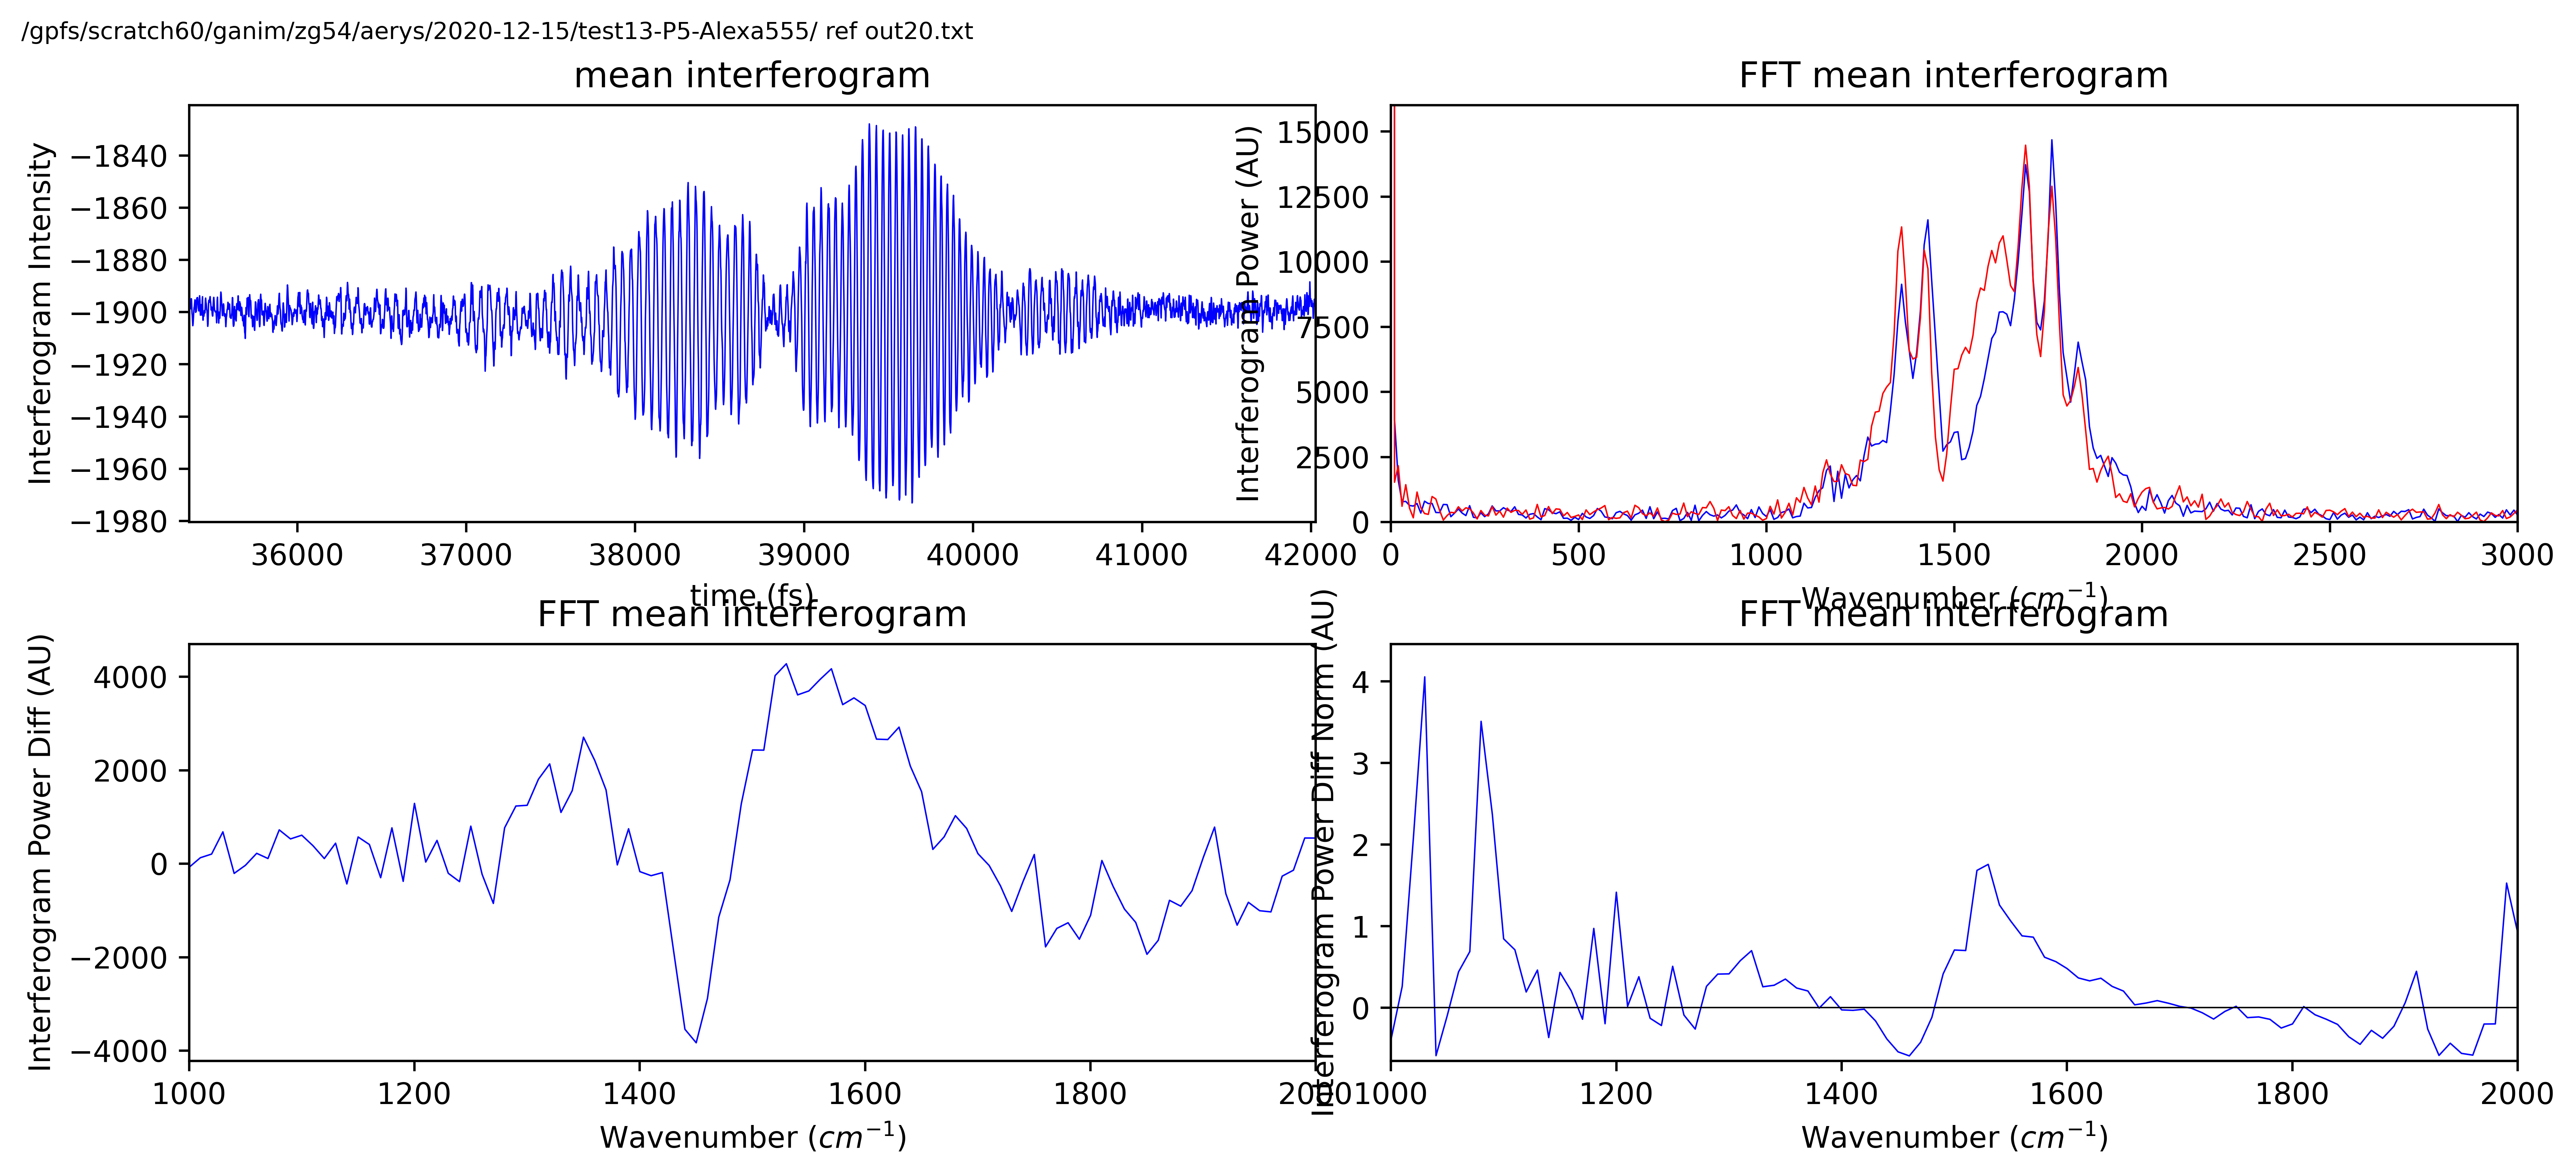 /gpfs/scratch60/ganim/zg54/aerys/2020-12-15/test13-P5-Alexa555/ ref out20.txt
mean interferogram
Interferogram Intensity
−1840
−1860
−1880
−1900
−1920
−1940
−1960
−1980
36000 37000 38000 39000 40000 41000 42000
time (fs)
FFT mean interferogram
Interferogram Power (AU)
15000
12500
10000
7500
5000
2500
0
0 500 1000 1500 2000 2500 3000
Wavenumber (cm⁻¹)
FFT mean interferogram
Interferogram Power Diff (AU)
4000
2000
0
−2000
−4000
1000 1200 1400 1600 1800 2000
Wavenumber (cm⁻¹)
FFT mean interferogram
Interferogram Power Diff Norm (AU)
4
3
2
1
0
1000 1200 1400 1600 1800 2000
Wavenumber (cm⁻¹)